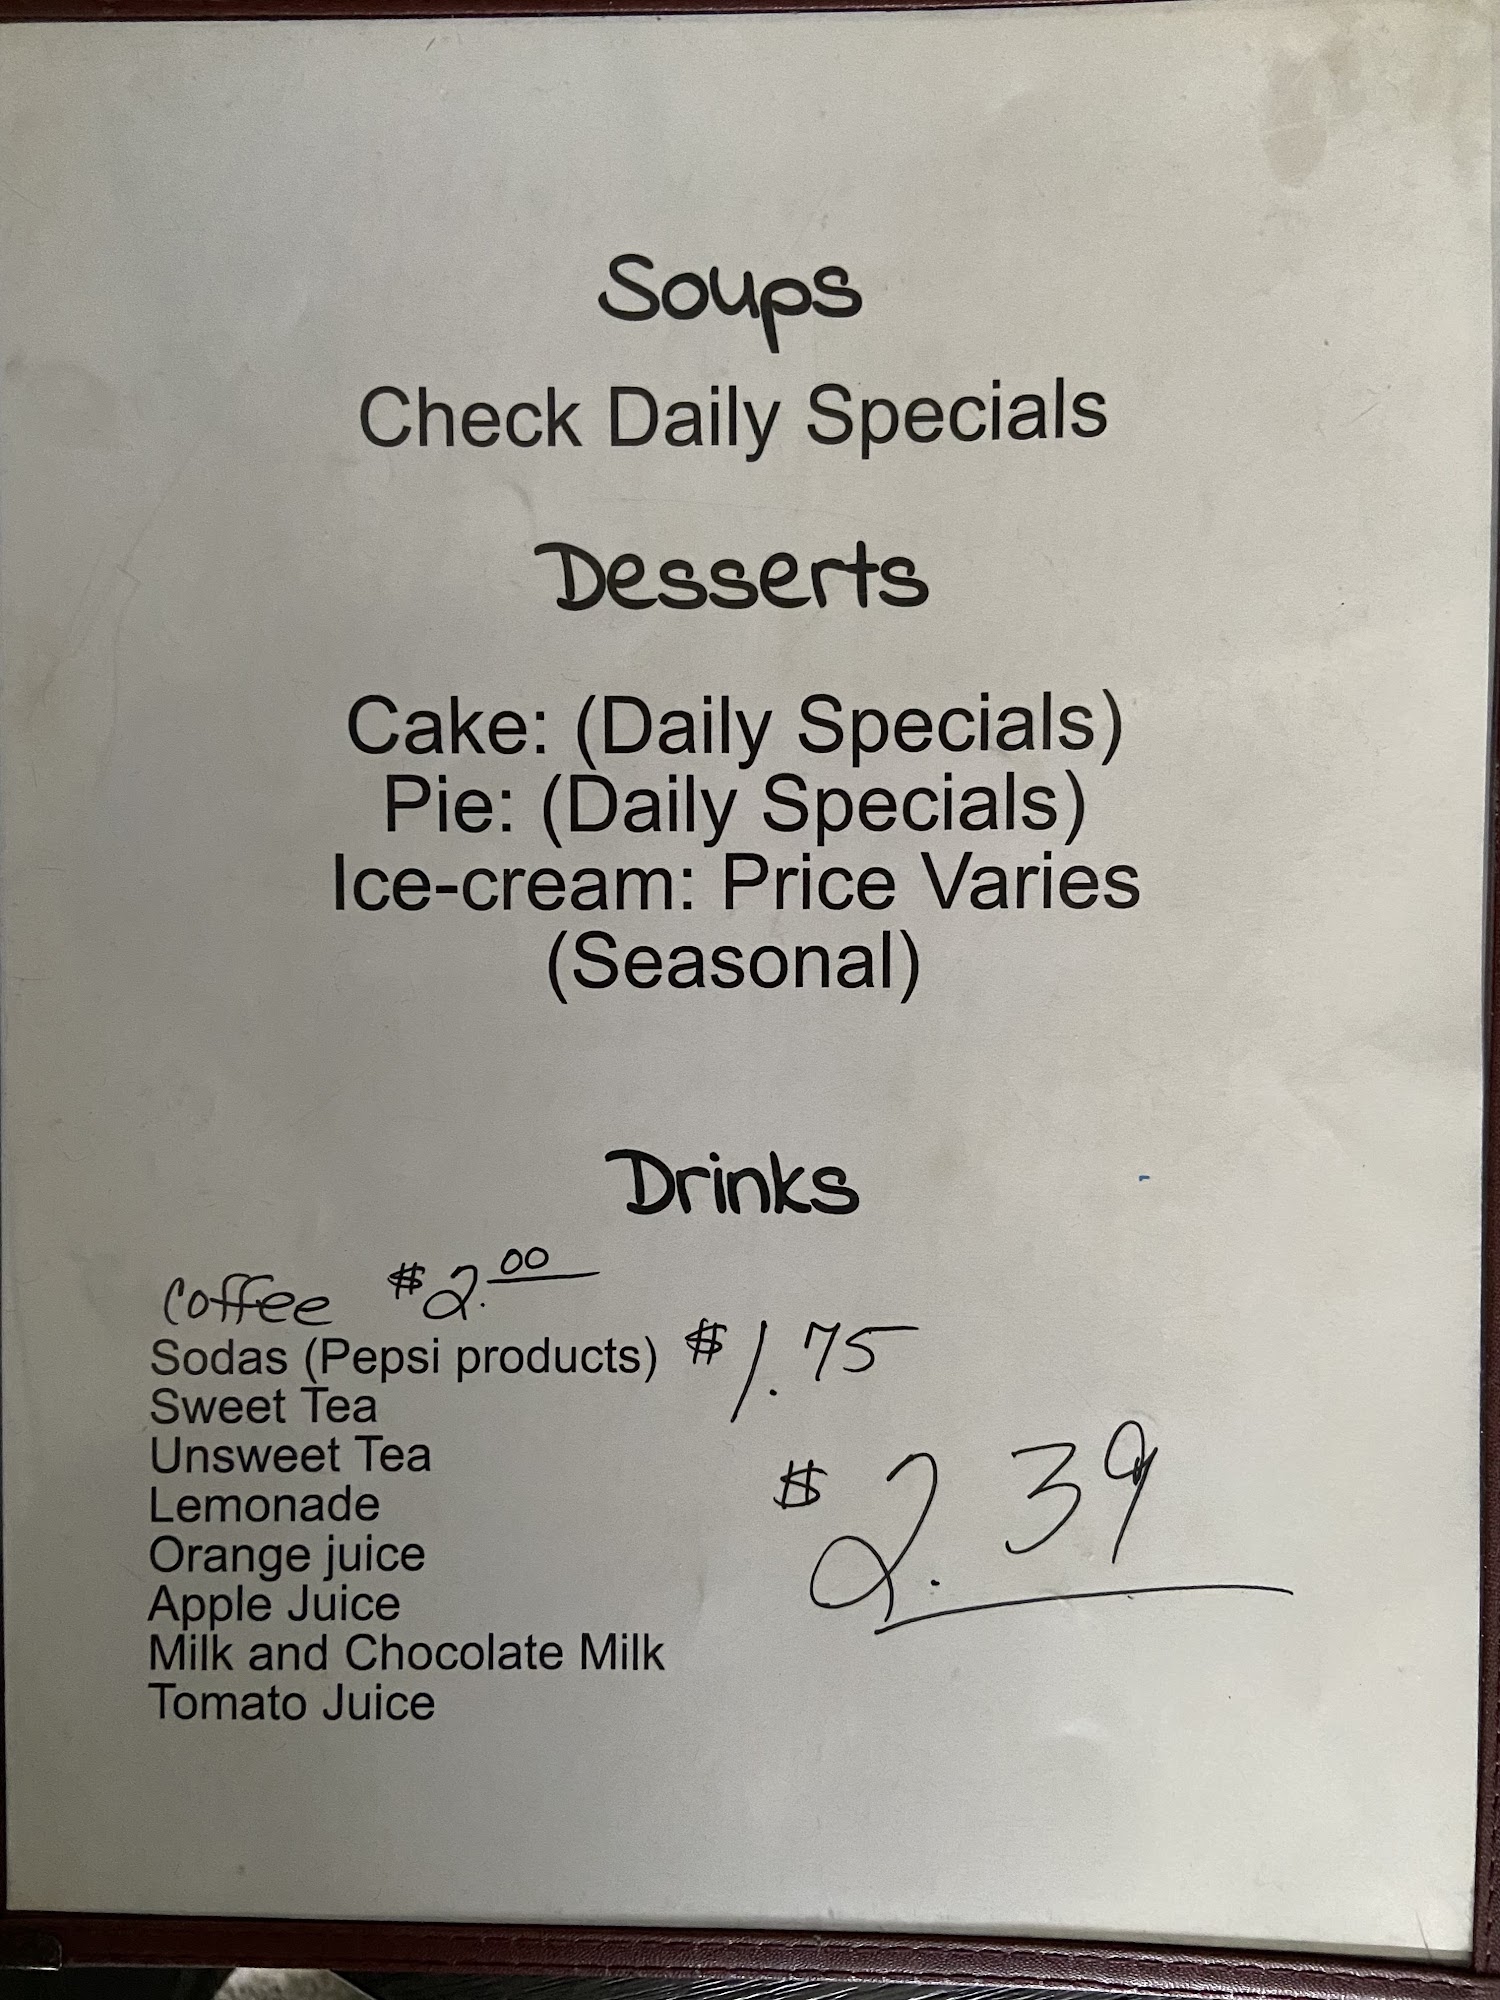 Soups
Check Daily Specials
Desserts
Cake: (Daily Specials)
Pie: (Daily Specials)
Ice-cream: Price Varies
(Seasonal)
Drinks
Coffee $2.00
Sodas (Pepsi products) $1.75
Sweet Tea
Unsweet Tea
Lemonade
$2.39
Orange juice
Apple Juice
Milk and Chocolate Milk
Tomato Juice